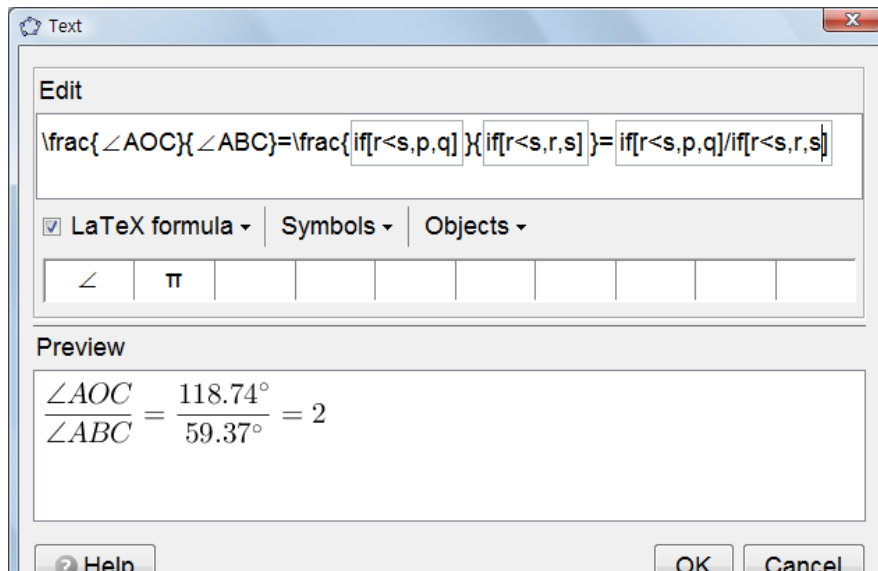 Text
Edit
\frac{∠AOC}{∠ABC}=\frac{if[r<s,p,q]}{if[r<s,r,s]}= if[r<s,p,q]/if[r<s,r,s]
LaTeX formula Symbols Objects
∠ π
Preview
∠AOC 118.74°
= = 2
∠ABC 59.37°
? Help OK Cancel